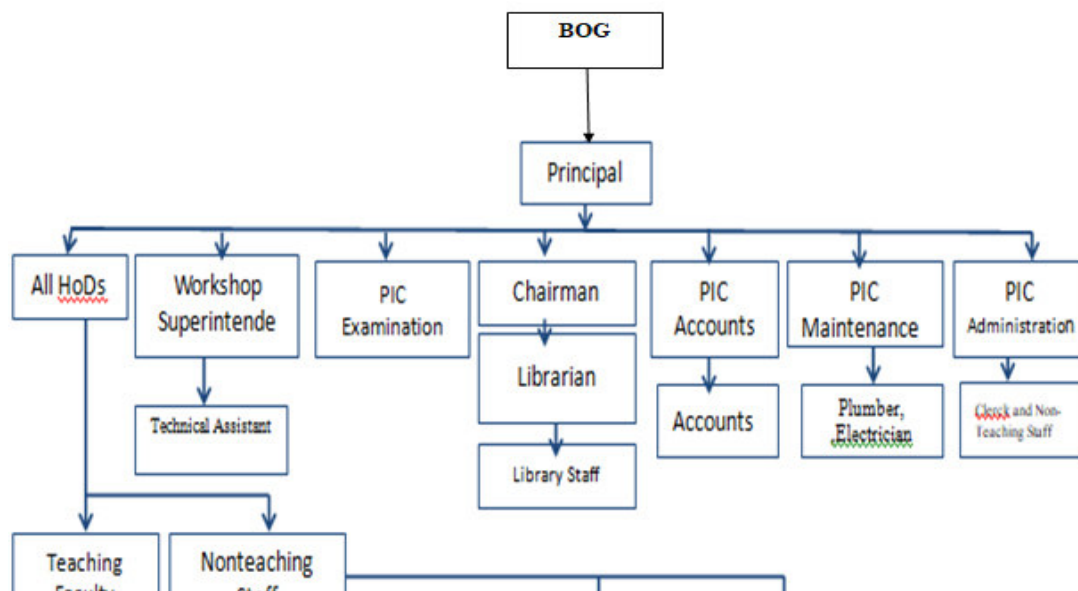 BOG
Principal
All HoDs
Workshop
Superintende
PIC
Examination
Chairman
PIC
Accounts
PIC
Maintenance
PIC
Administration
Librarian
Technical Assistant
Accounts
Plumber,
,Electrician
Clerck and Non-
Teaching Staff
Library Staff
Teaching
Nonteaching